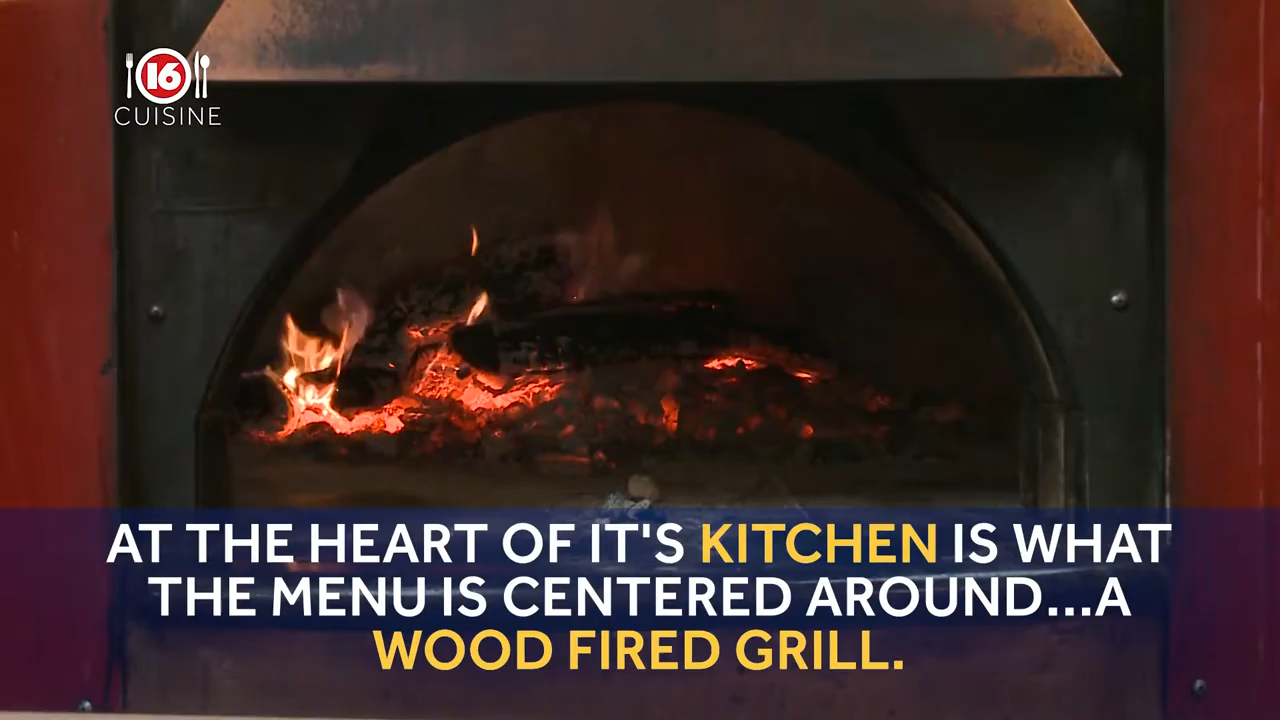 16
CUISINE
AT THE HEART OF IT'S KITCHEN IS WHAT
THE MENU IS CENTERED AROUND...A
WOOD FIRED GRILL.